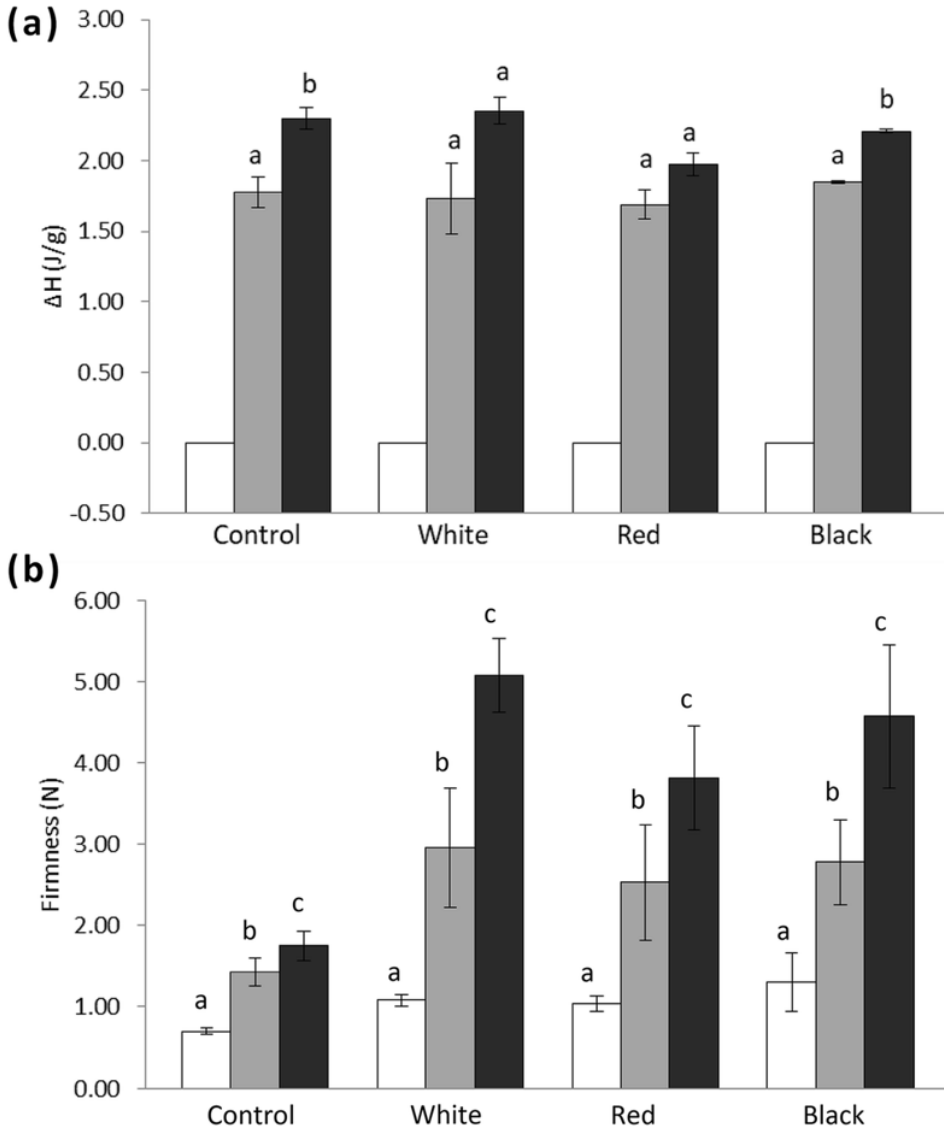 (a)
3.00
2.50
2.00
1.50
1.00
0.50
0.00
-0.50
ΔH (J/g)
a b a a a a a b
Control White Red Black
(b)
6.00
5.00
4.00
3.00
2.00
1.00
0.00
Firmness (N)
a b c a b c a b c a b c
Control White Red Black